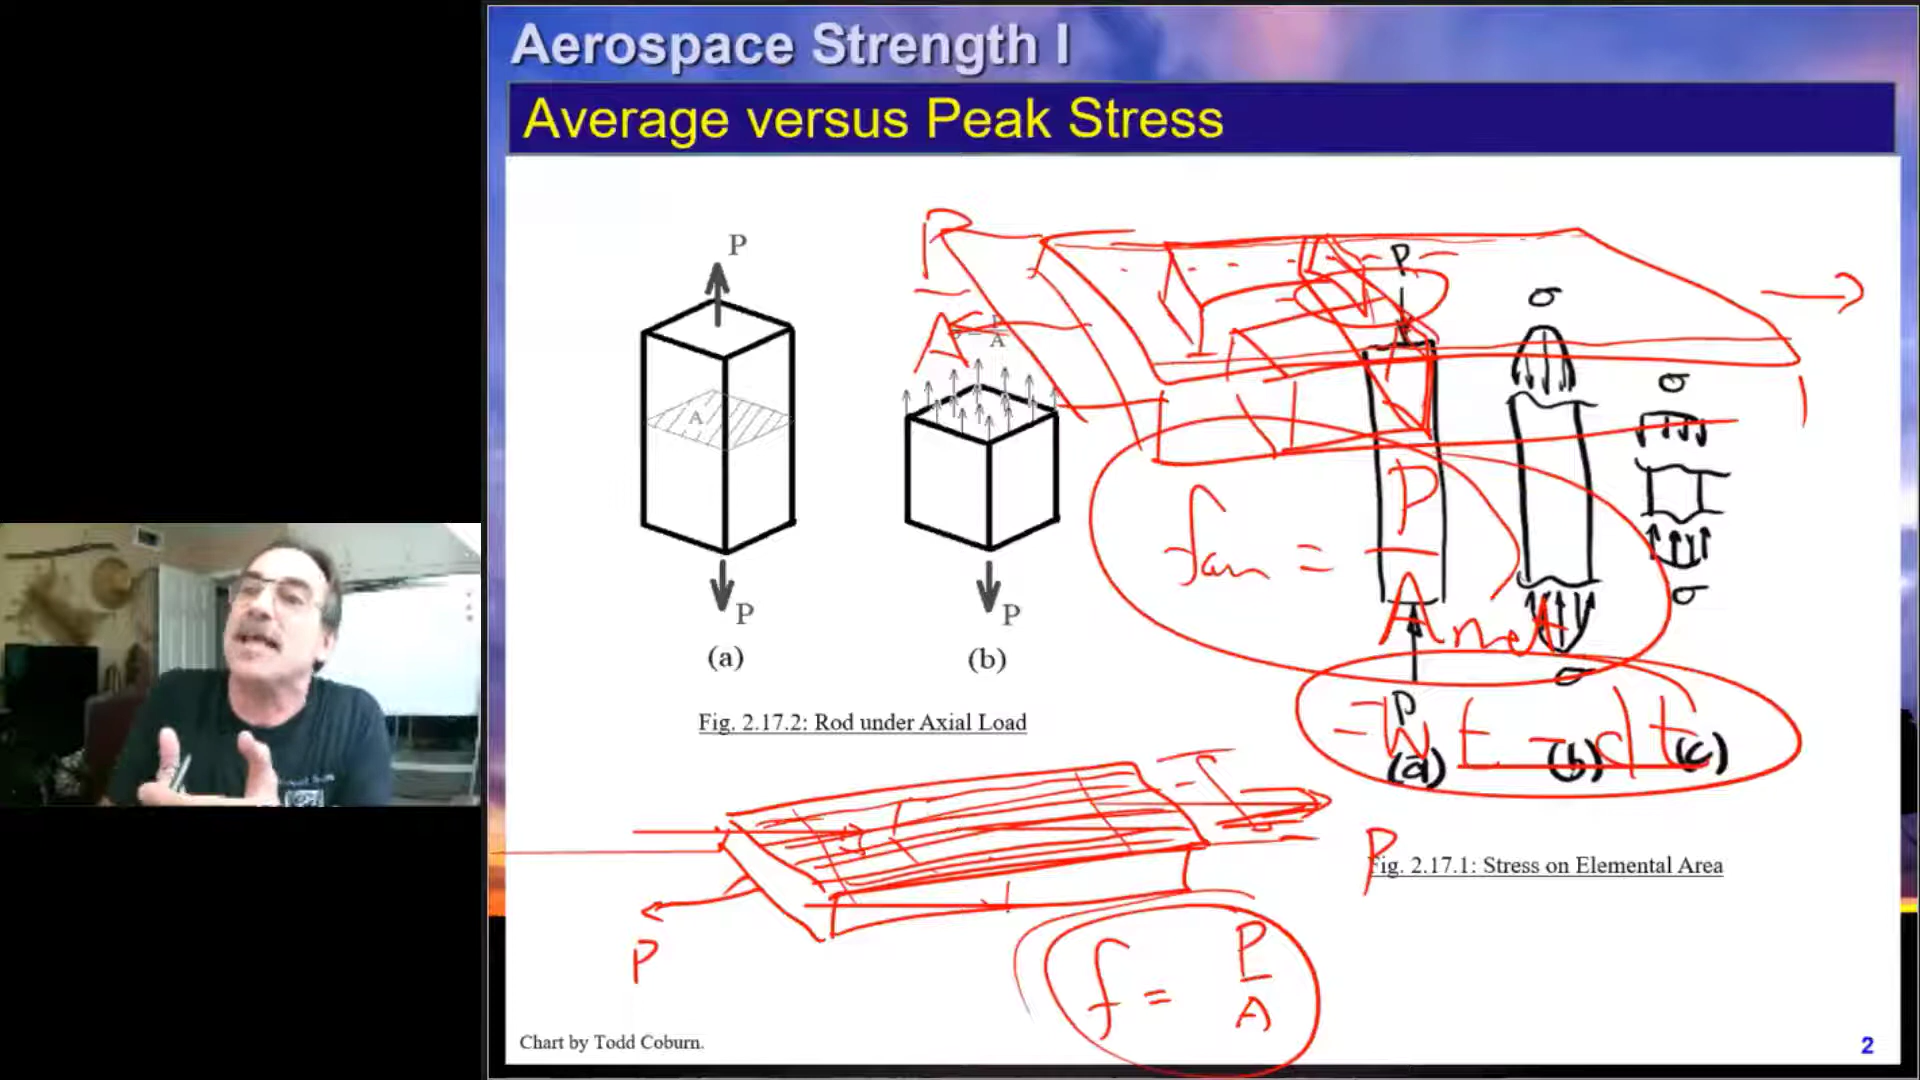 Aerospace Strength I
Average versus Peak Stress
P
A
P
(a)
P
A
A
P
(b)
Fig. 2.17.2: Rod under Axial Load
P
P
(a)
σ
σ
(b)
σ
σ
(c)
P
A net
= W t - d t
Fig. 2.17.1: Stress on Elemental Area
P
P
f = P
A
Chart by Todd Coburn.
2